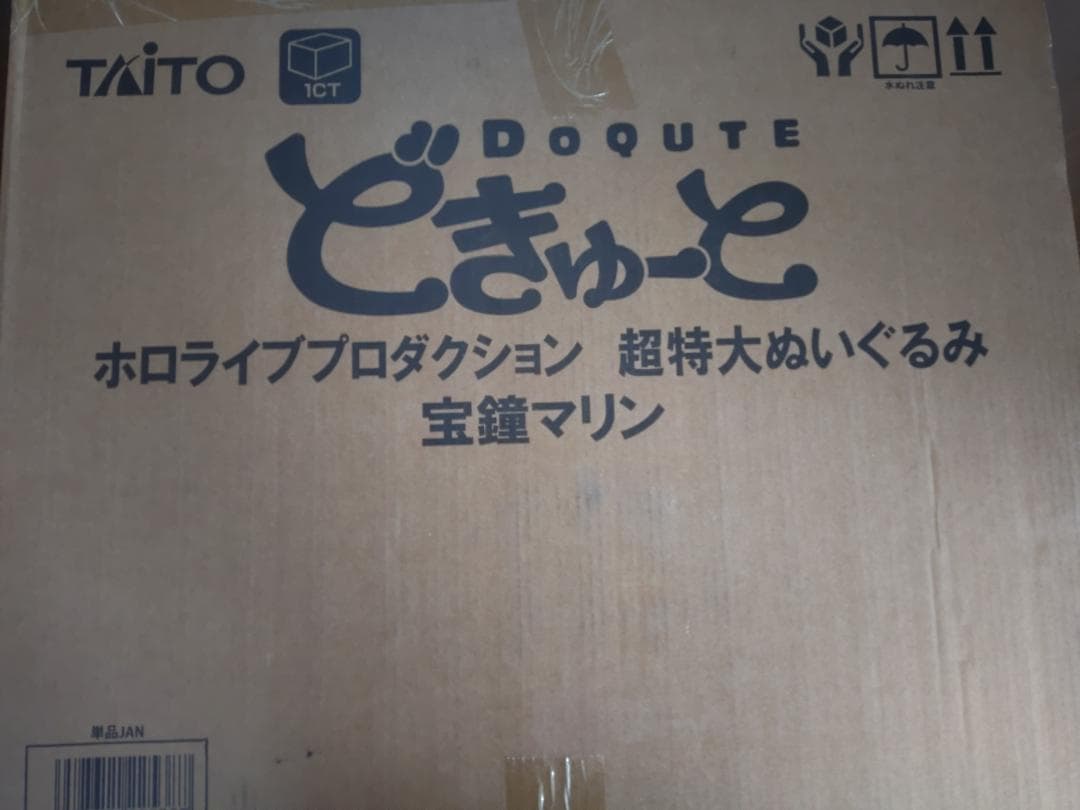 TAITO
1CT
水ぬれ注意
DOQUTE
どきゅーと
ホロライブプロダクション 超特大ぬいぐるみ
宝鐘マリン
単品JAN